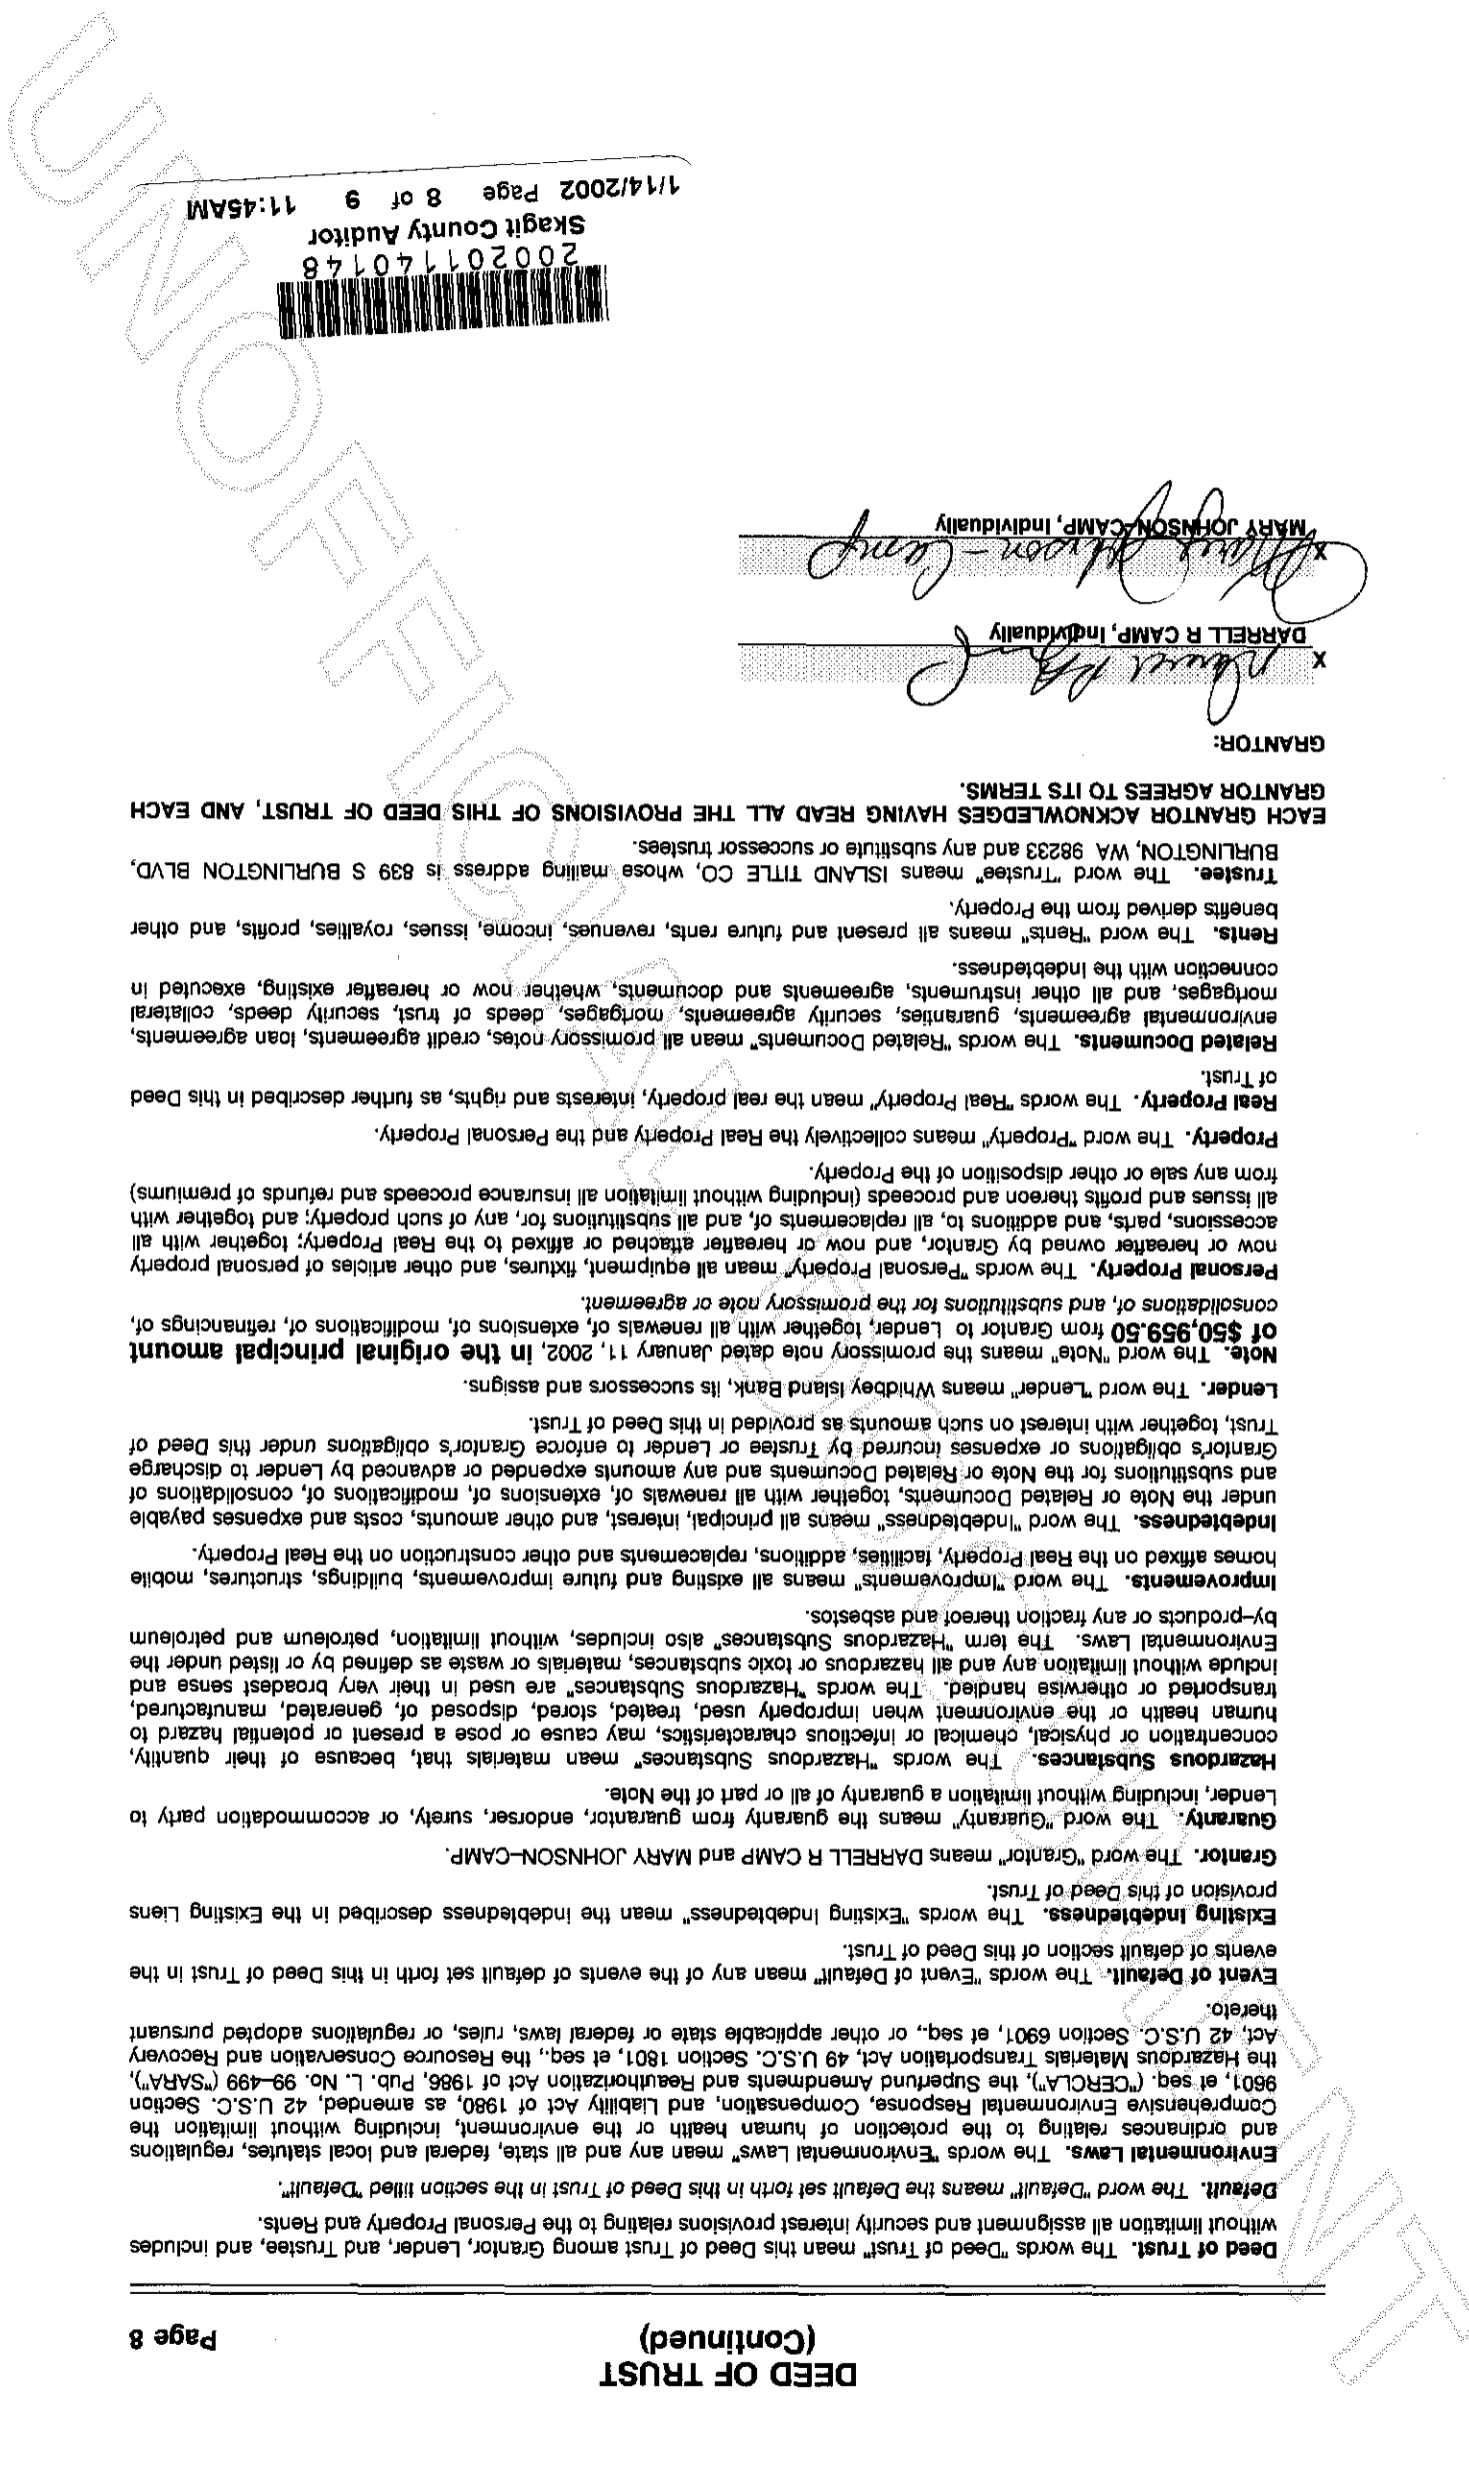 DEED OF TRUST
(Continued)
Page 8
Deed of Trust. The words "Deed of Trust" mean this Deed of Trust among Grantor, Lender, and Trustee, and includes
without limitation all assignment and security interest provisions relating to the Personal Property and Rents.
Default. The word "Default" means the Default set forth in this Deed of Trust in the section titled "Default".
Environmental Laws. The words "Environmental Laws" mean any and all state, federal and local statutes, regulations
and ordinances relating to the protection of human health or the environment, including without limitation the
Comprehensive Environmental Response, Compensation, and Liability Act of 1980, as amended, 42 U.S.C. Section
9601, et seq. ("CERCLA"), the Superfund Amendments and Reauthorization Act of 1986, Pub. L. No. 99-499 ("SARA"),
the Hazardous Materials Transportation Act, 49 U.S.C. Section 1801, et seq., the Resource Conservation and Recovery
Act, 42 U.S.C. Section 6901, et seq., or other applicable state or federal laws, rules, or regulations adopted pursuant
thereto.
Event of Default. The words "Event of Default" mean any of the events of default set forth in this Deed of Trust in the
events of default section of this Deed of Trust.
Existing Indebtedness. The words "Existing Indebtedness" mean the indebtedness described in the Existing Liens
provision of this Deed of Trust.
Grantor. The word "Grantor" means DARRELL R CAMP and MARY JOHNSON-CAMP.
Guaranty. The word "Guaranty" means the guaranty from guarantor, endorser, surety, or accommodation party to
Lender, including without limitation a guaranty of all or part of the Note.
Hazardous Substances. The words "Hazardous Substances" mean materials that, because of their quantity,
concentration or physical, chemical or infectious characteristics, may cause or pose a present or potential hazard to
human health or the environment when improperly used, treated, stored, disposed of, generated, manufactured,
transported or otherwise handled. The words "Hazardous Substances" are used in their very broadest sense and
include without limitation any and all hazardous or toxic substances, materials or waste as defined by or listed under the
Environmental Laws. The term "Hazardous Substances" also includes, without limitation, petroleum and petroleum
by-products or any fraction thereof and asbestos.
Improvements. The word "Improvements" means all existing and future improvements, buildings, structures, mobile
homes affixed on the Real Property, facilities, additions, replacements and other construction on the Real Property.
Indebtedness. The word "Indebtedness" means all principal, interest, and other amounts, costs and expenses payable
under the Note or Related Documents, together with all renewals of, extensions of, modifications of, consolidations of
and substitutions for the Note or Related Documents and any amounts expended or advanced by Lender to discharge
Grantor's obligations or expenses incurred by Trustee or Lender to enforce Grantor's obligations under this Deed of
Trust, together with interest on such amounts as provided in this Deed of Trust.
Lender. The word "Lender" means Whidbey Island Bank, its successors and assigns.
Note. The word "Note" means the promissory note dated January 11, 2002, in the original principal amount
of $50,959.50 from Grantor to Lender, together with all renewals of, extensions of, modifications of, refinancings of,
consolidations of, and substitutions for the promissory note or agreement.
Personal Property. The words "Personal Property" mean all equipment, fixtures, and other articles of personal property
now or hereafter owned by Grantor, and now or hereafter attached or affixed to the Real Property; together with all
accessions, parts, and additions to, all replacements of, and all substitutions for, any of such property; and together with
all issues and profits thereon and proceeds (including without limitation all insurance proceeds and refunds of premiums)
from any sale or other disposition of the Property.
Property. The word "Property" means collectively the Real Property and the Personal Property.
Real Property. The words "Real Property" mean the real property, interests and rights, as further described in this Deed
of Trust.
Related Documents. The words "Related Documents" mean all promissory notes, credit agreements, loan agreements,
environmental agreements, guaranties, security agreements, mortgages, deeds of trust, security deeds, collateral
mortgages, and all other instruments, agreements and documents, whether now or hereafter existing, executed in
connection with the Indebtedness.
Rents. The word "Rents" means all present and future rents, revenues, income, issues, royalties, profits, and other
benefits derived from the Property.
Trustee. The word "Trustee" means ISLAND TITLE CO, whose mailing address is 839 S BURLINGTON BLVD,
BURLINGTON, WA 98233 and any substitute or successor trustees.
EACH GRANTOR ACKNOWLEDGES HAVING READ ALL THE PROVISIONS OF THIS DEED OF TRUST, AND EACH
GRANTOR AGREES TO ITS TERMS.
GRANTOR:
X
DARRELL R CAMP, Individually
X Mary Johnson-Camp
MARY JOHNSON-CAMP, Individually
200201140148
Skagit County Auditor
1/14/2002 Page 8 of 9 11:45AM
UNOFFICIAL DOCUMENT